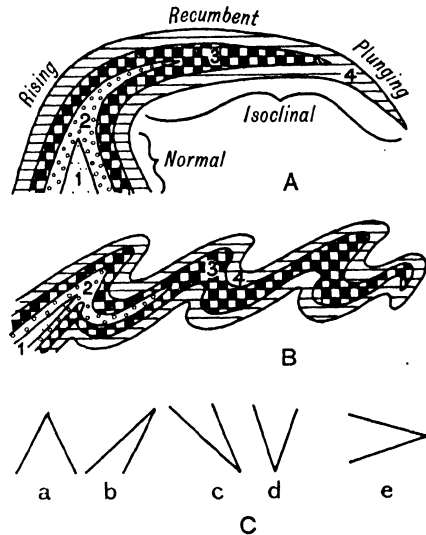 Recumbent
Rising
Plunging
3
4
2
Isoclinal
Normal
1
A
3
2
4
1
B
a b c d e
C